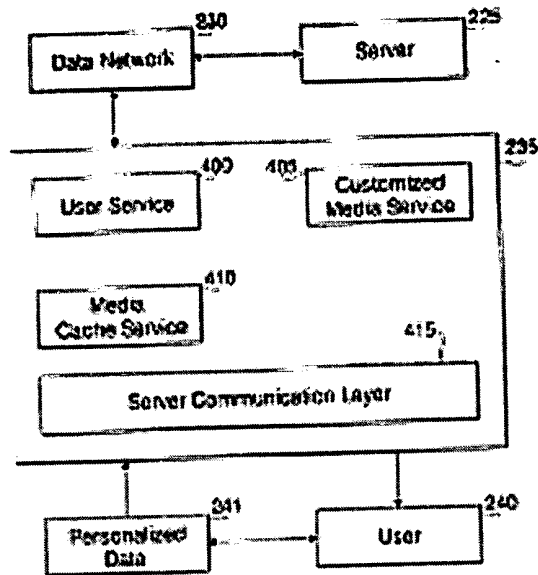 230
225
Data Network
Server
235
400
405
User Service
Customized
Media Service
410
Media
Cache Service
415
Server Communication Layer
241
240
Personalized
Data
User